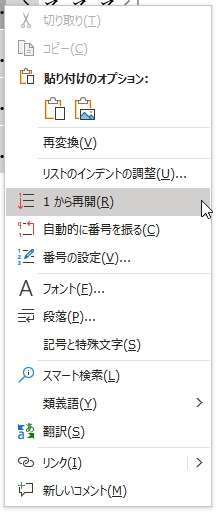 切り取り(T)
コピー(C)
貼り付けのオプション:
再変換(V)
リストのインデントの調整(U)...
1 から再開(R)
自動的に番号を振る(C)
番号の設定(V)...
フォント(F)...
段落(P)...
記号と特殊文字(S)
スマート検索(L)
類義語(Y)
翻訳(S)
リンク(I)
新しいコメント(M)